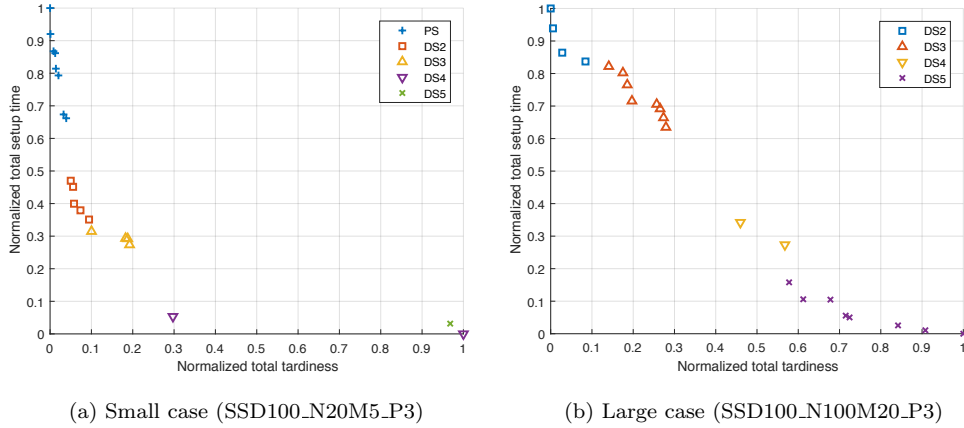 1
0.9
0.8
0.7
0.6
0.5
0.4
0.3
0.2
0.1
0
Normalized total setup time
PS
DS2
DS3
DS4
DS5
0 0.1 0.2 0.3 0.4 0.5 0.6 0.7 0.8 0.9 1
Normalized total tardiness
(a) Small case (SSD100_N20M5_P3)
1
0.9
0.8
0.7
0.6
0.5
0.4
0.3
0.2
0.1
0
Normalized total setup time
DS2
DS3
DS4
DS5
0 0.1 0.2 0.3 0.4 0.5 0.6 0.7 0.8 0.9 1
Normalized total tardiness
(b) Large case (SSD100_N100M20_P3)